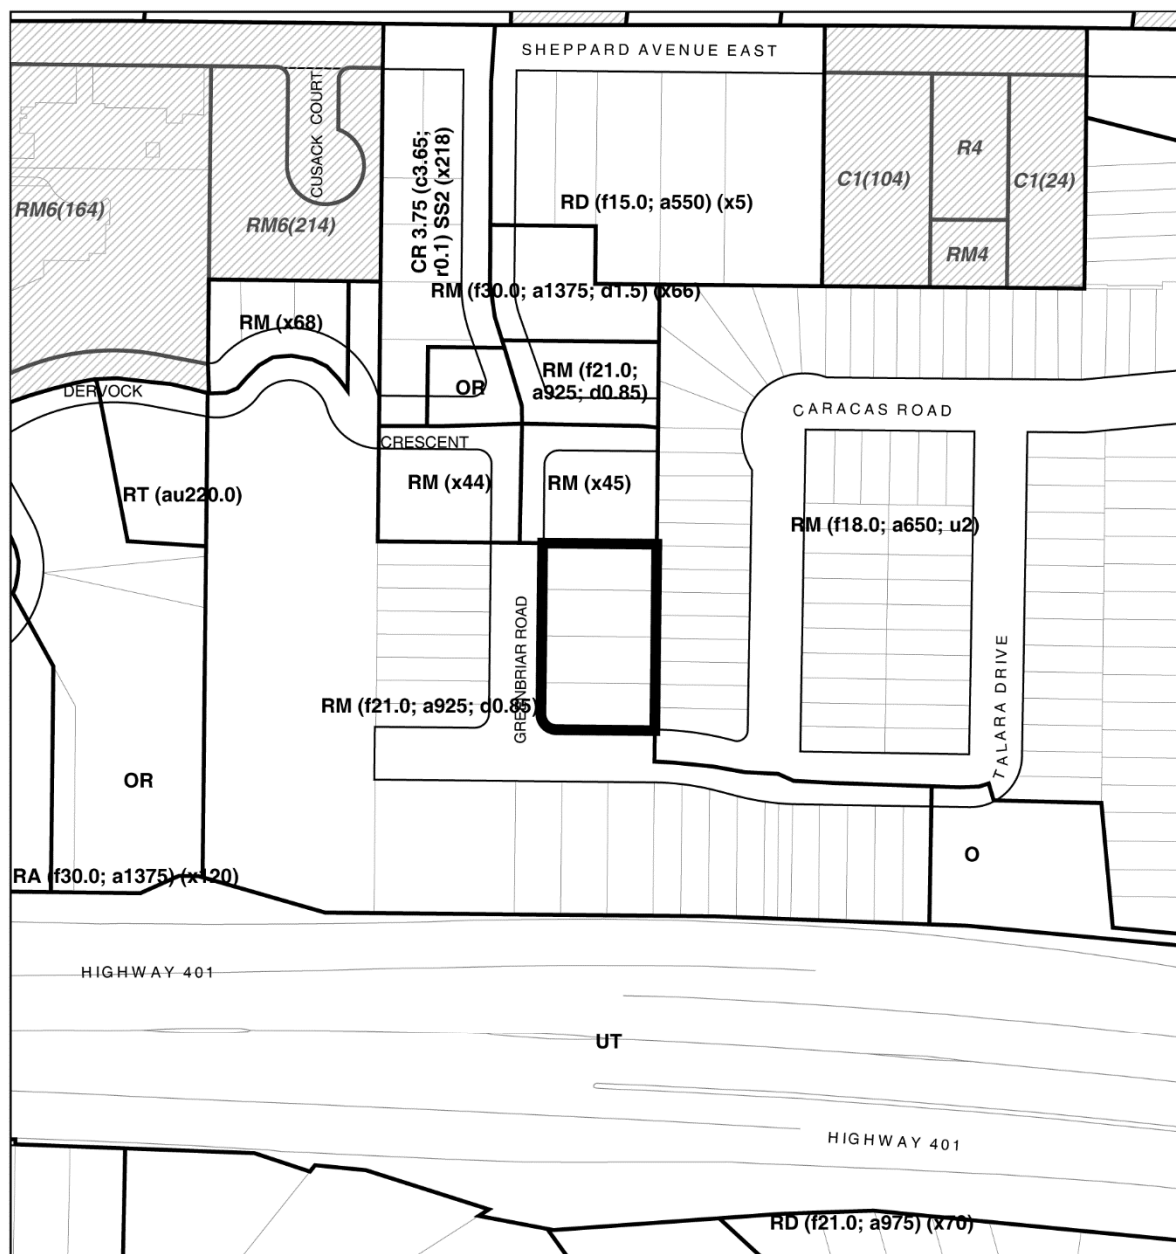 SHEPPARD AVENUE EAST
CUSACK COURT
CR 3.75 (c3.65;
r0.1) SS2 (x218)
R4
C1(104)
C1(24)
RM6(164)
RD (f15.0; a550) (x5)
RM6(214)
RM4
RM (f30.0; a1375; d1.5) (x66)
RM (x68)
RM (f21.0;
a925; d0.85)
OR
DERVOCK
CARACAS ROAD
CRESCENT
RM (x44)
RM (x45)
RT (au220.0)
RM (f18.0; a650; u2)
GREENBRIAR ROAD
TALARA DRIVE
RM (f21.0; a925; d0.85)
OR
O
RA (f30.0; a1375) (x120)
HIGHWAY 401
UT
HIGHWAY 401
RD (f21.0; a975) (x70)